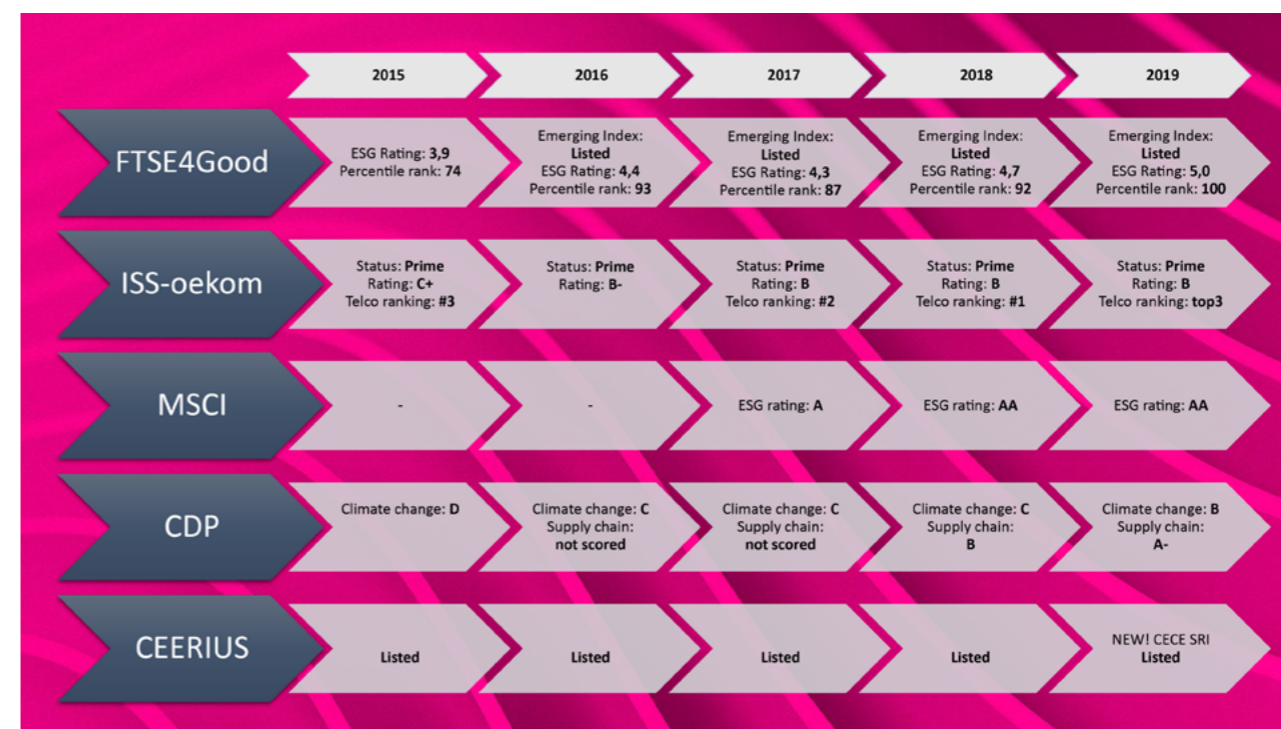 2015 2016 2017 2018 2019
FTSE4Good
ESG Rating: 3,9
Percentile rank: 74
Emerging Index:
Listed
ESG Rating: 4,4
Percentile rank: 93
Emerging Index:
Listed
ESG Rating: 4,3
Percentile rank: 87
Emerging Index:
Listed
ESG Rating: 4,7
Percentile rank: 92
Emerging Index:
Listed
ESG Rating: 5,0
Percentile rank: 100
ISS-oekom
Status: Prime
Rating: C+
Telco ranking: #3
Status: Prime
Rating: B-
Status: Prime
Rating: B
Telco ranking: #2
Status: Prime
Rating: B
Telco ranking: #1
Status: Prime
Rating: B
Telco ranking: top3
MSCI
-
-
ESG rating: A
ESG rating: AA
ESG rating: AA
CDP
Climate change: D
Climate change: C
Supply chain:
not scored
Climate change: C
Supply chain:
not scored
Climate change: C
Supply chain:
B
Climate change: B
Supply chain:
A-
CEERIUS
Listed
Listed
Listed
Listed
NEW! CECE SRI
Listed